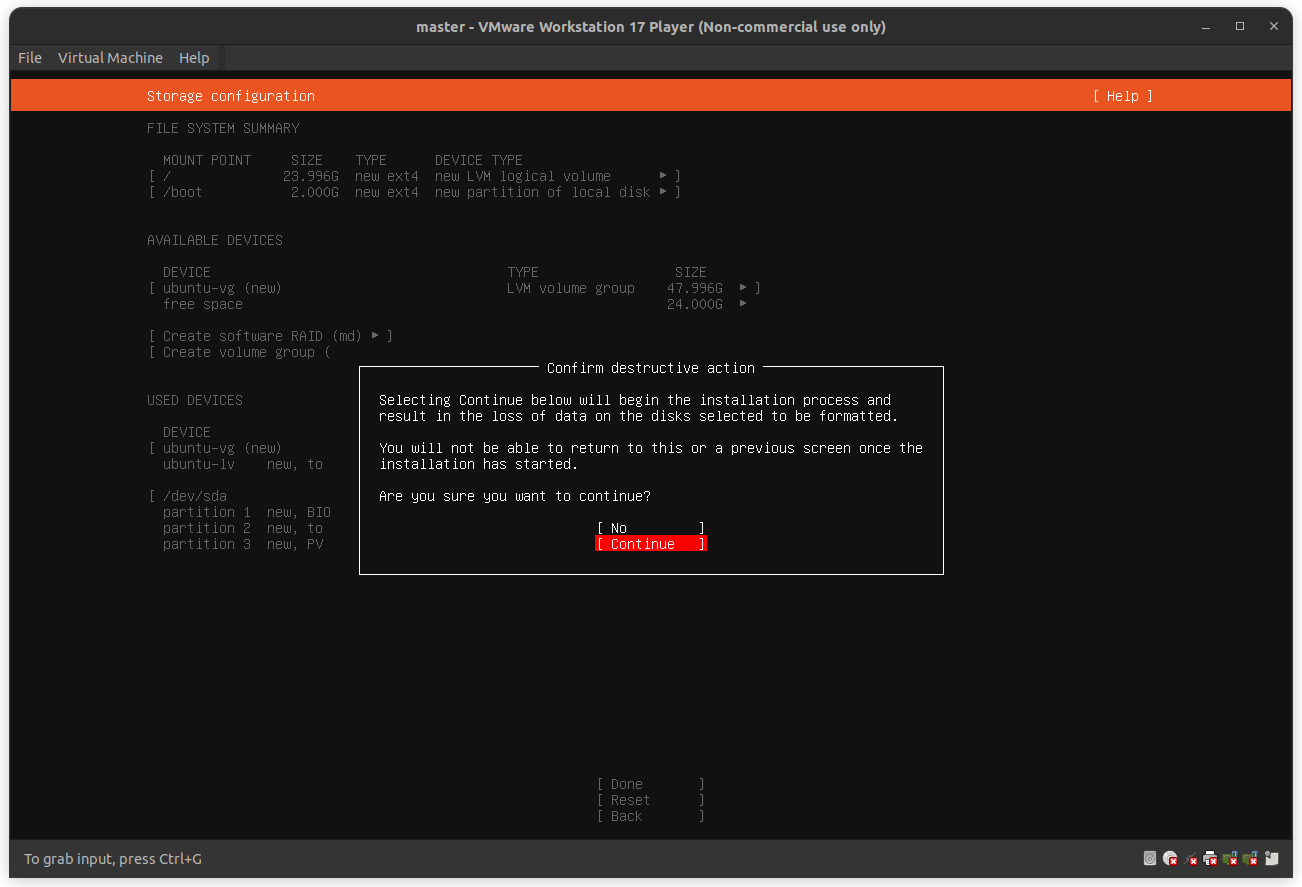 master - VMware Workstation 17 Player (Non-commercial use only)
File Virtual Machine Help
Storage configuration [ Help ]
FILE SYSTEM SUMMARY
MOUNT POINT SIZE TYPE DEVICE TYPE
[ / 23.996G new ext4 new LVM logical volume ▸ ]
[ /boot 2.000G new ext4 new partition of local disk ▸ ]
AVAILABLE DEVICES
DEVICE TYPE SIZE
[ ubuntu-vg (new) LVM volume group 47.996G ▸ ]
free space 24.000G ▸
[ Create software RAID (md) ▸ ]
[ Create volume group (
Confirm destructive action
Selecting Continue below will begin the installation process and
result in the loss of data on the disks selected to be formatted.
You will not be able to return to this or a previous screen once the
installation has started.
Are you sure you want to continue?
[ No ]
[ Continue ]
USED DEVICES
DEVICE
[ ubuntu-vg (new)
ubuntu-lv new, to
[ /dev/sda
partition 1 new, BIO
partition 2 new, to
partition 3 new, PV
[ Done ]
[ Reset ]
[ Back ]
To grab input, press Ctrl+G